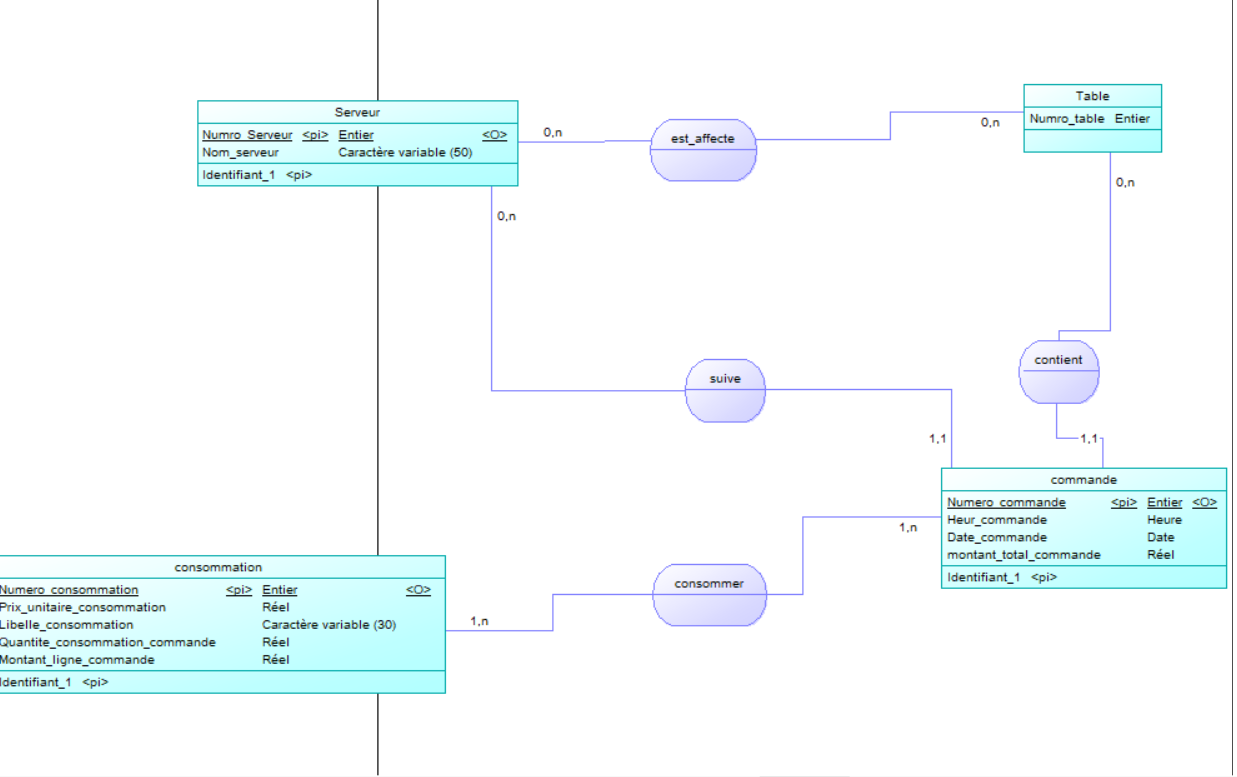 Serveur
Numro_Serveur <pi> Entier <O>
Nom_serveur Caractère variable (50)
Identifiant_1 <pi>
0,n
est_affecte
0,n
Table
Numro_table Entier
0,n
0,n
suive
contient
1,1
1,1
commande
Numero_commande <pi> Entier <O>
Heur_commande Heure
Date_commande Date
montant_total_commande Réel
Identifiant_1 <pi>
1,n
consommer
consommation
Numero_consommation <pi> Entier <O>
Prix_unitaire_consommation Réel
Libelle_consommation Caractère variable (30)
Quantite_consommation_commande Réel
Montant_ligne_commande Réel
Identifiant_1 <pi>
1,n